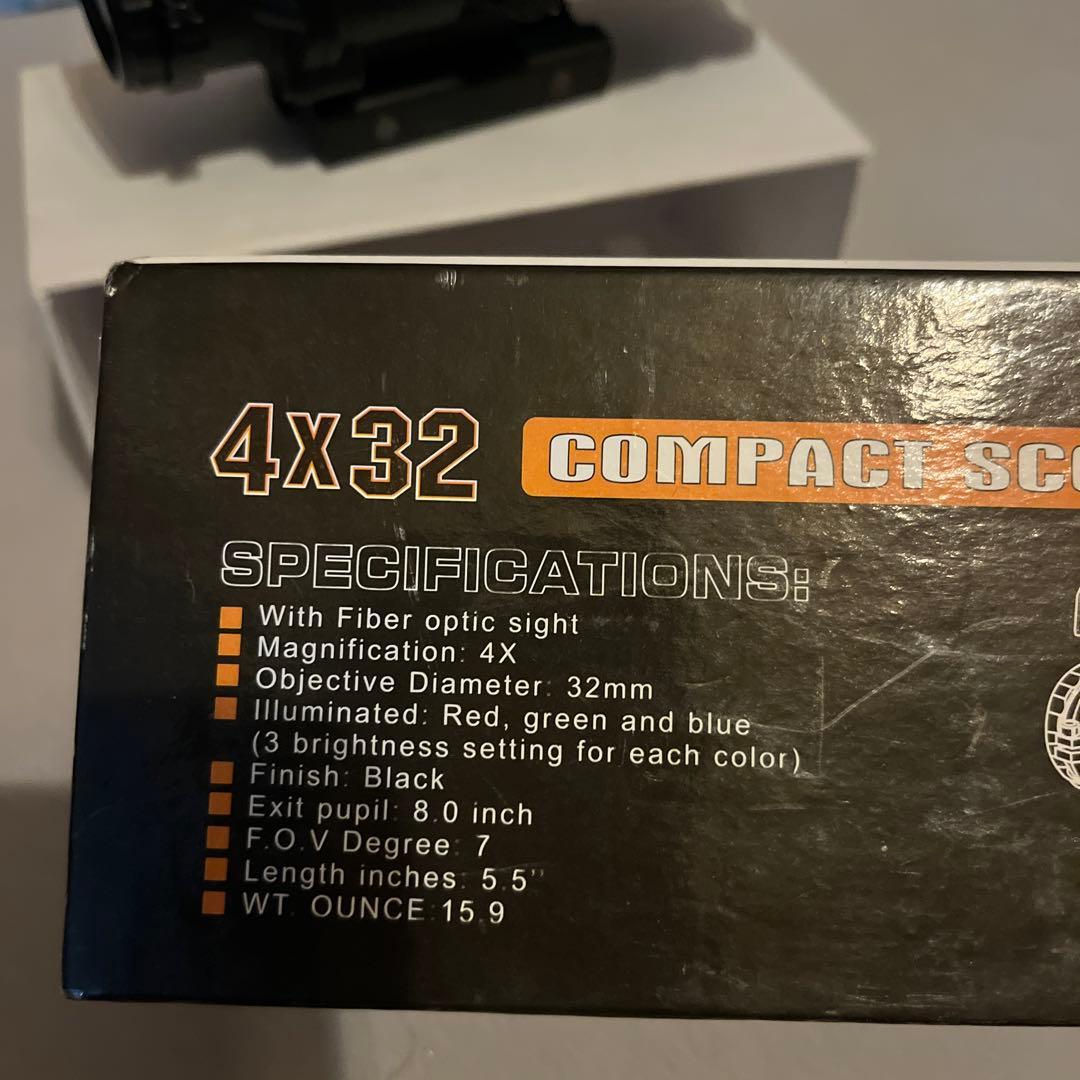 4X32
COMPACT
SPECIFICATIONS:
With Fiber optic sight
Magnification: 4X
Objective Diameter: 32mm
Illuminated: Red, green and blue
(3 brightness setting for each color)
Finish: Black
Exit pupil: 8.0 inch
F.O.V Degree: 7
Length inches: 5.5''
WT. OUNCE:15.9